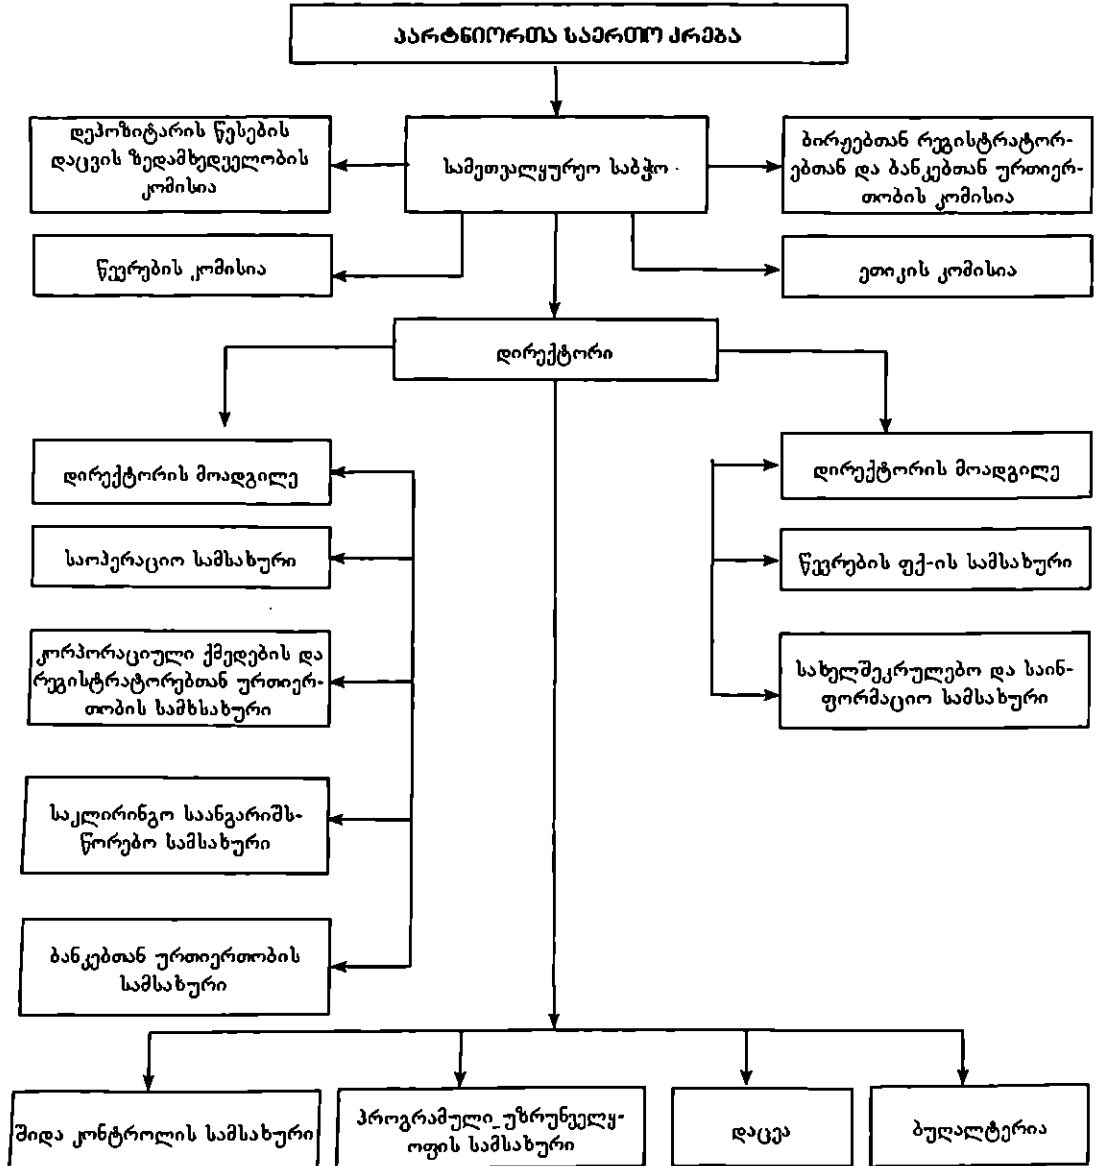 ᲞᲐᲠᲢᲜᲘᲝᲠᲗᲐ ᲡᲐᲔᲠᲗᲝ ᲙᲠᲔᲑᲐ
დეპოზიტარის წესების
დაცვის ზედამხედველობის
კომისია
სამეთვალყურეო საბჭო
ბირჟებთან რეგისტრატორ-
ებთან და ბანკებთან ურთიერ-
თობის კომისია
წევრების კომისია
ეთიკის კომისია
დირექტორი
დირექტორის მოადგილე
დირექტორის მოადგილე
საოპერაციო სამსახური
წევრების ფქ-ის სამსახური
კორპორაციული ქმედების და
რეგისტრატორებთან ურთიერ-
თობის სამხსახური
სახელშეკრულებო და საინ-
ფორმაციო სამსახური
საკლირინგო საანგარიშს-
წორებო სამსახური
ბანკებთან ურთიერთობის
სამსახური
შიდა კონტროლის სამსახური
პროგრამული უზრუნველყ-
ოფის სამსახური
დაცვა
ბუღალტერია